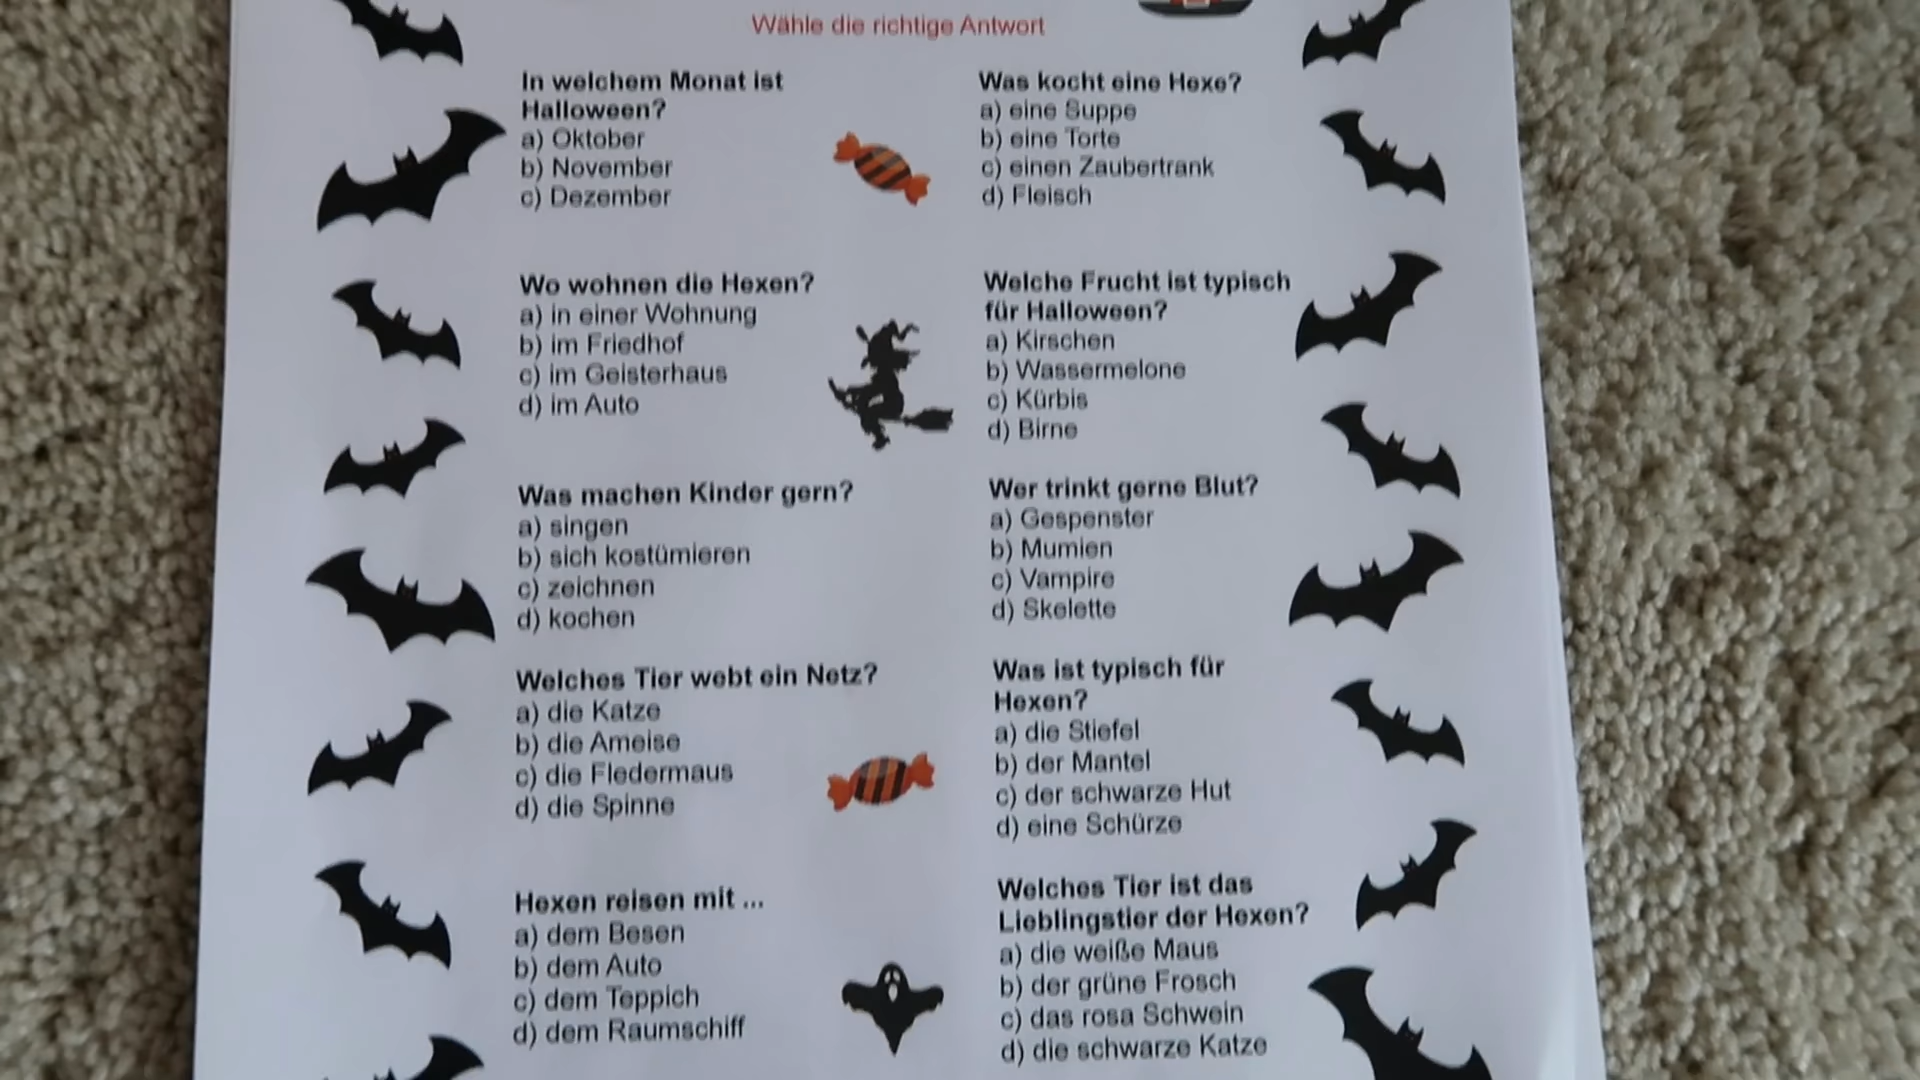 Wähle die richtige Antwort
In welchem Monat ist
Halloween?
a) Oktober
b) November
c) Dezember
Wo wohnen die Hexen?
a) in einer Wohnung
b) im Friedhof
c) im Geisterhaus
d) im Auto
Was machen Kinder gern?
a) singen
b) sich kostümieren
c) zeichnen
d) kochen
Welches Tier webt ein Netz?
a) die Katze
b) die Ameise
c) die Fledermaus
d) die Spinne
Hexen reisen mit ...
a) dem Besen
b) dem Auto
c) dem Teppich
d) dem Raumschiff
Was kocht eine Hexe?
a) eine Suppe
b) eine Torte
c) einen Zaubertrank
d) Fleisch
Welche Frucht ist typisch
für Halloween?
a) Kirschen
b) Wassermelone
c) Kürbis
d) Birne
Wer trinkt gerne Blut?
a) Gespenster
b) Mumien
c) Vampire
d) Skelette
Was ist typisch für
Hexen?
a) die Stiefel
b) der Mantel
c) der schwarze Hut
d) eine Schürze
Welches Tier ist das
Lieblingstier der Hexen?
a) die weiße Maus
b) der grüne Frosch
c) das rosa Schwein
d) die schwarze Katze